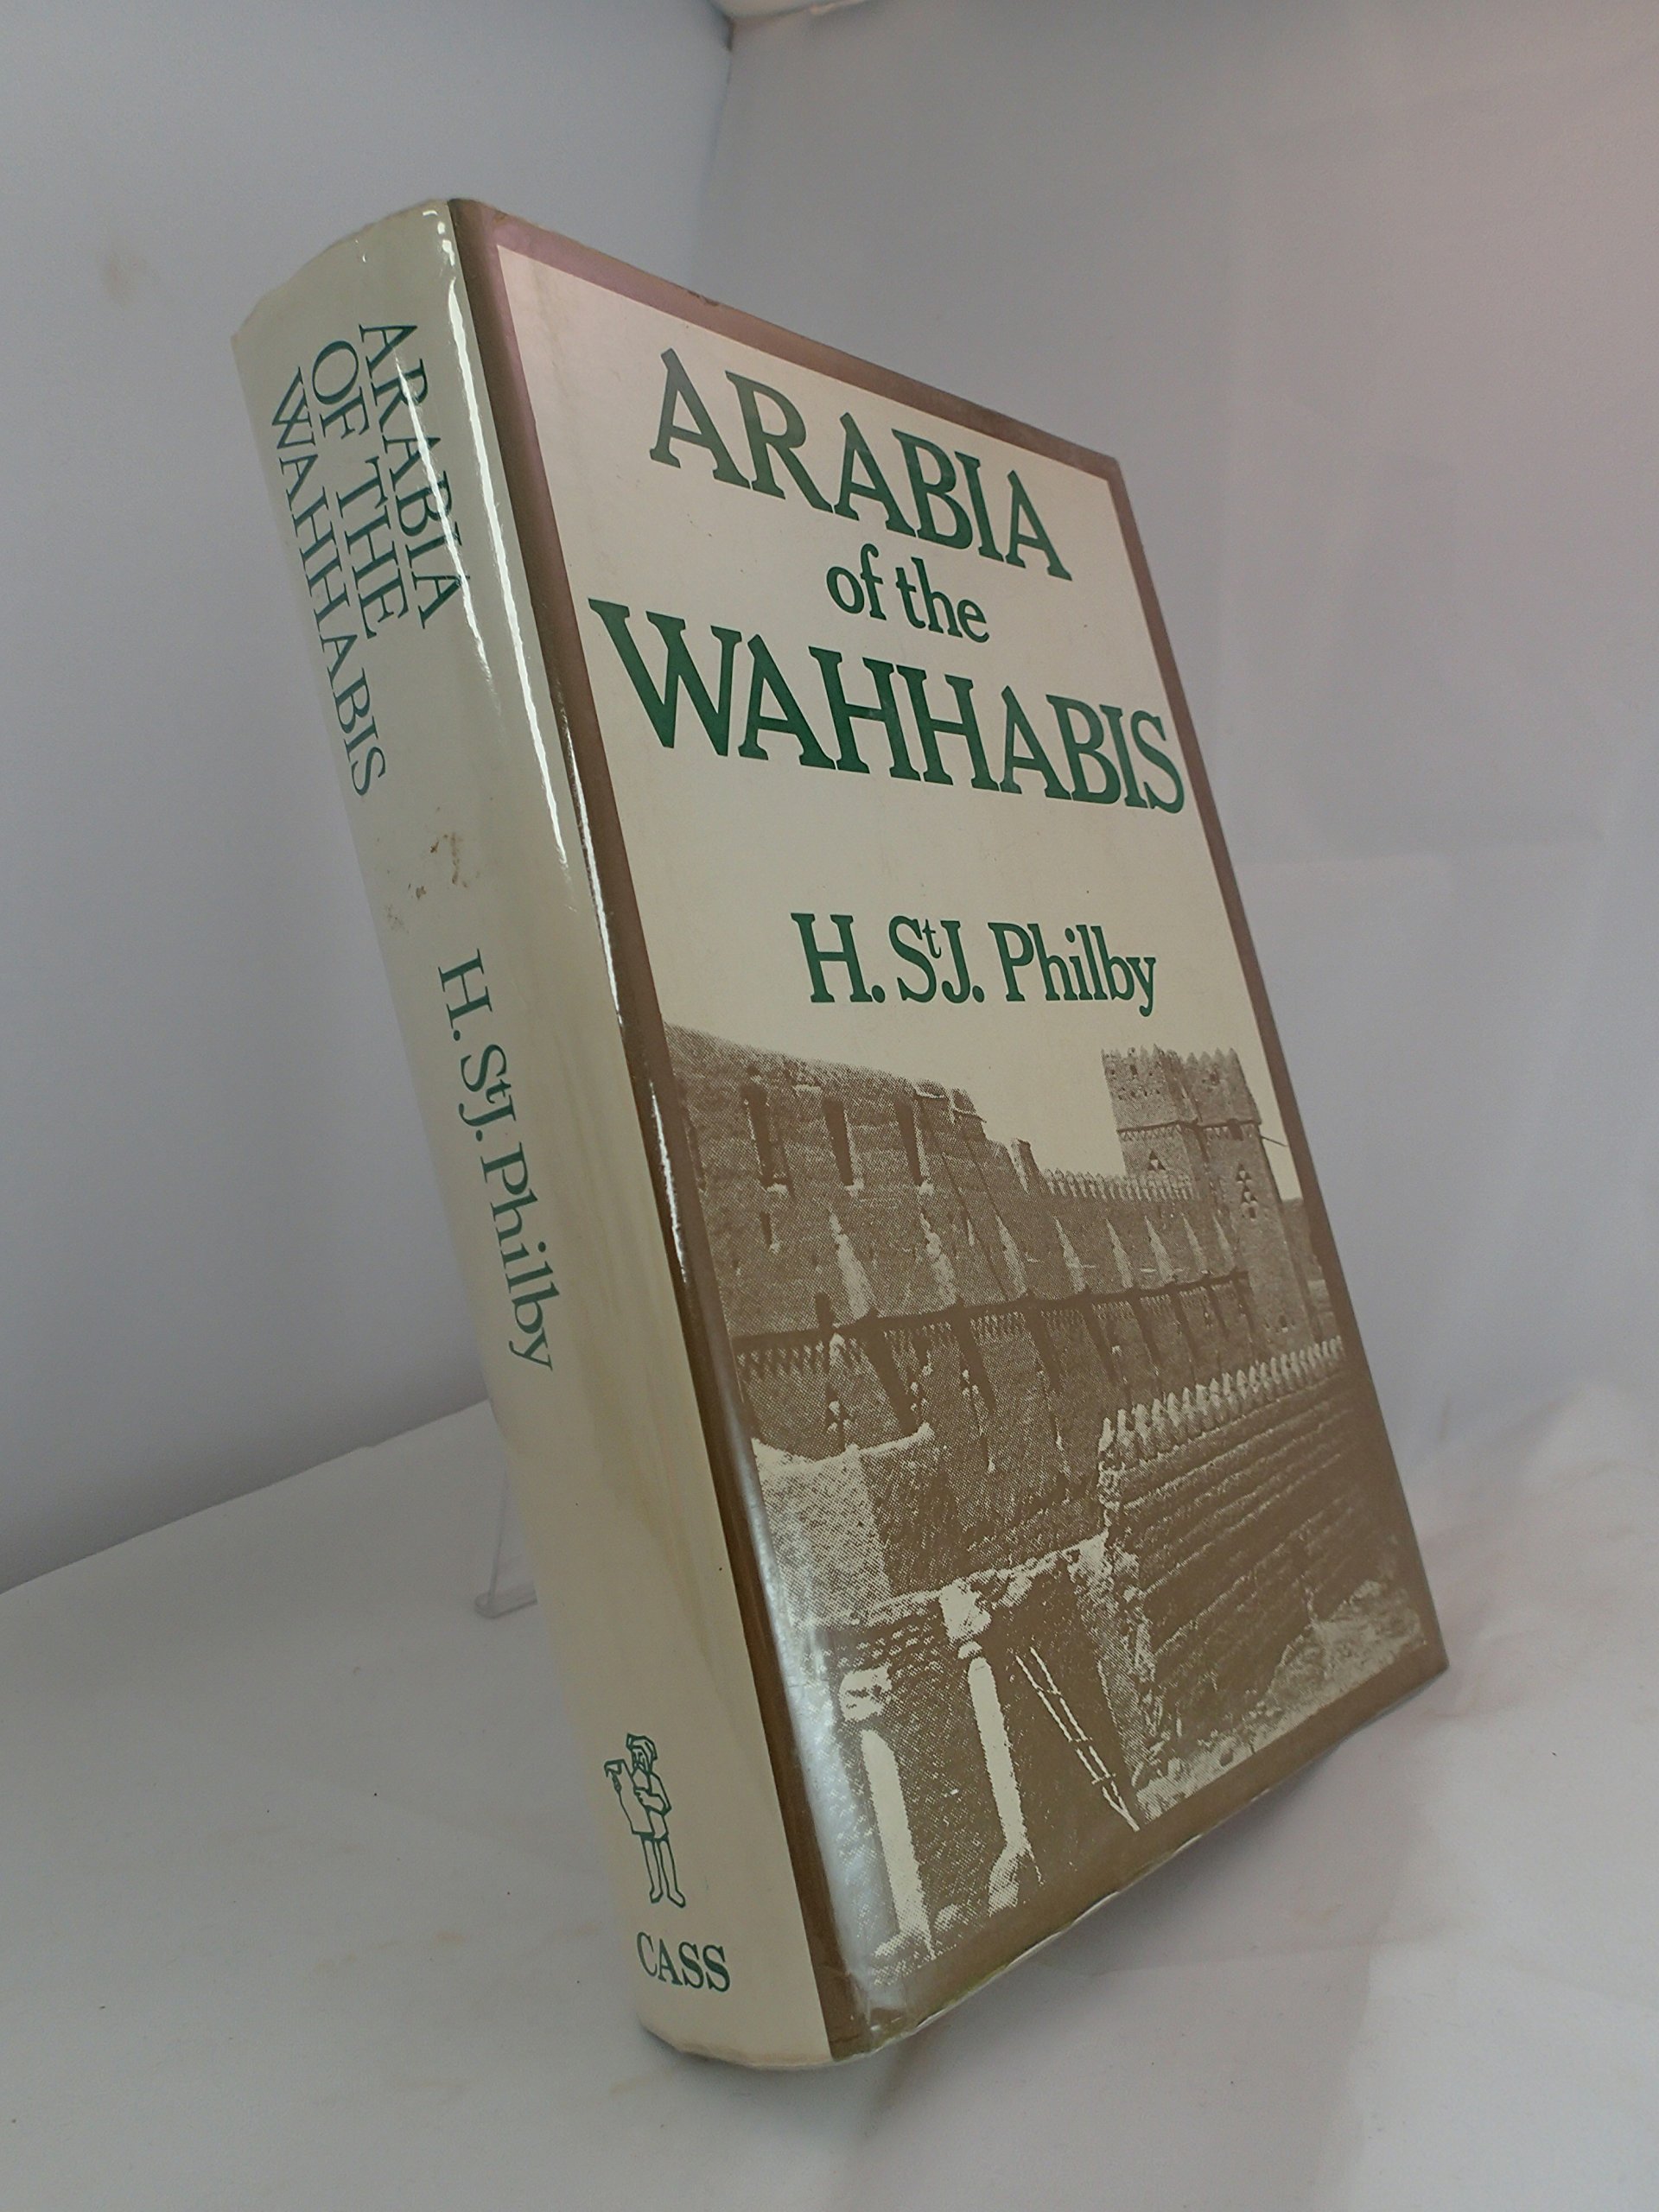 ARABIA
of the
WAHHABIS
H. StJ. Philby
ARABIA
OF THE
WAHHABIS
H. StJ. Philby
CASS